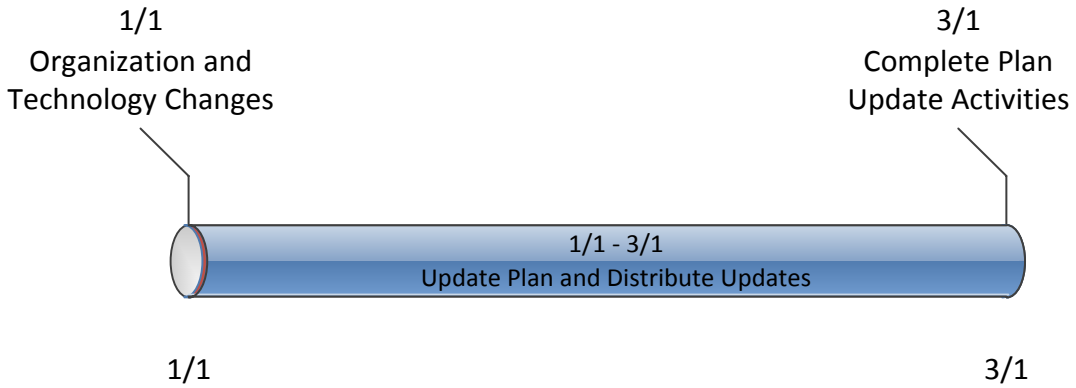 1/1
Organization and
Technology Changes
3/1
Complete Plan
Update Activities
1/1 - 3/1
Update Plan and Distribute Updates
1/1
3/1